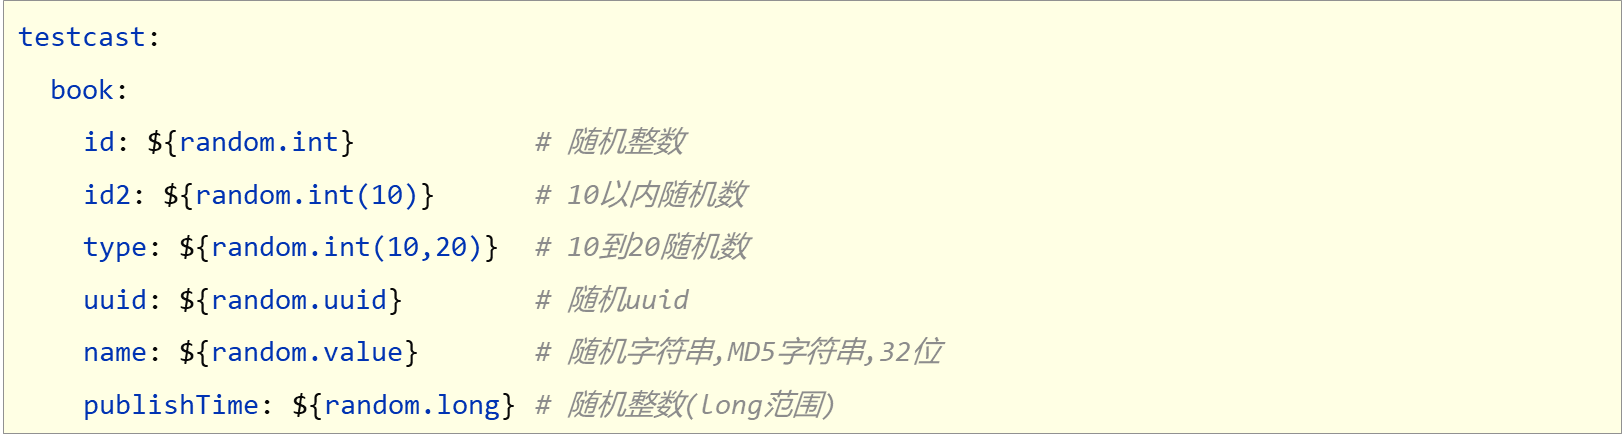 testcast:
  book:
    id: ${random.int}           # 随机整数
    id2: ${random.int(10)}      # 10以内随机数
    type: ${random.int(10,20)}  # 10到20随机数
    uuid: ${random.uuid}        # 随机uuid
    name: ${random.value}       # 随机字符串,MD5字符串,32位
    publishTime: ${random.long} # 随机整数(long范围)